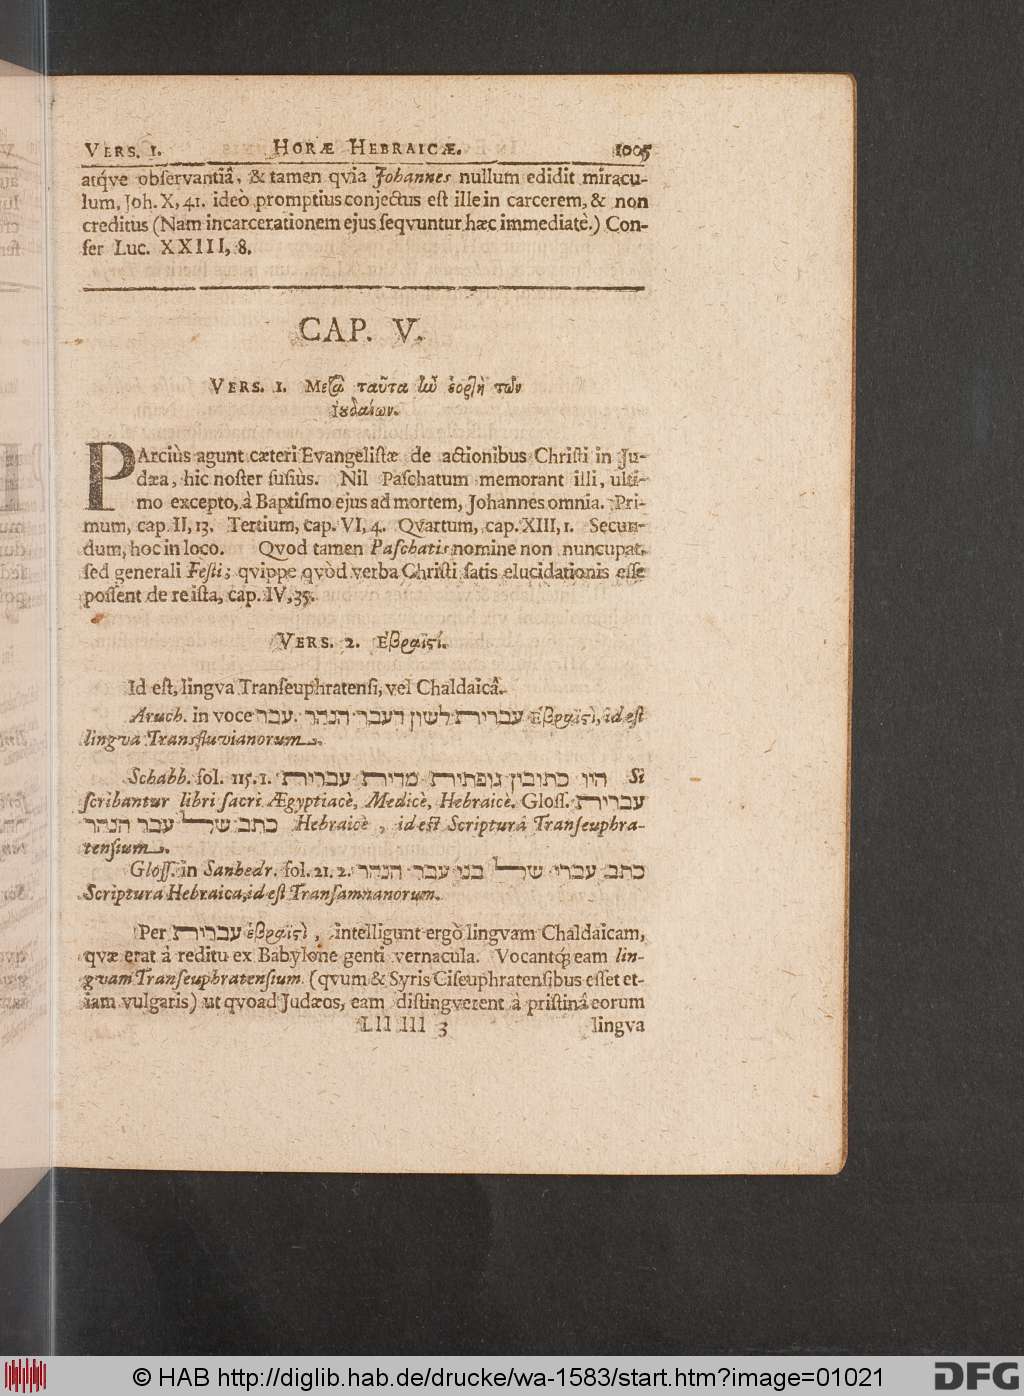 VERS. 1. HORÆ HEBRAICÆ. 1005
atqve observantiâ, & tamen qvia Johannes nullum edidit miracu-
lum, Joh. X, 41. ideò promptius conjectus est ille in carcerem, & non
creditus (Nam incarcerationem ejus seqvuntur hæc immediatè.) Con-
fer Luc. XXIII, 8.
CAP. V.
VERS. 1. Μετὰ ταῦτα ἦν ἑορτὴ τῶν
Ἰουδαίων.
PArciùs agunt cæteri Evangelistæ de actionibus Christi in Ju-
dæa, hic noster fusiùs. Nil Paschatum memorant illi, ulti-
mo excepto, à Baptismo ejus ad mortem, Johannes omnia. Pri-
mum, cap. II, 13. Tertium, cap. VI, 4. Qvartum, cap. XIII, 1. Secun-
dum, hoc in loco. Qvod tamen Paschatis nomine non nuncupat,
sed generali Festi; qvippe qvòd verba Christi satis elucidationis esse
possent de re ista, cap. IV, 35.
VERS. 2. Ἑβραϊστί.
Id est, lingva Transeuphratensi, vel Chaldaicâ.
Aruch. in voce עבר. עברית לשון דעבר הנהר Ἑβραϊστὶ, id est
lingva Transfluvianorum.
Schabb. fol. 115. 1. היו כתובין גופתית מדית עברית Si
scribantur libri sacri Ægyptiacè, Medicè, Hebraicè. Gloss. עברית
כתב של עבר הנהר Hebraicè, id est Scripturâ Transeuphra-
tensium.
Gloss. in Sanhedr. fol. 21. 2. כתב עברי של בני עבר הנהר
Scriptura Hebraica, id est Transamnanorum.
Per עברית ἑβραϊστὶ, intelligunt ergò lingvam Chaldaicam,
qvæ erat à reditu ex Babylone genti vernacula. Vocantq́; eam lin-
gvam Transeuphratensium (qvum & Syris Ciseuphratensibus esset et-
iam vulgaris) ut qvoad Judæos, eam distingverent à pristinâ eorum
Lll lll 3 lingva
© HAB http://diglib.hab.de/drucke/wa-1583/start.htm?image=01021 DFG